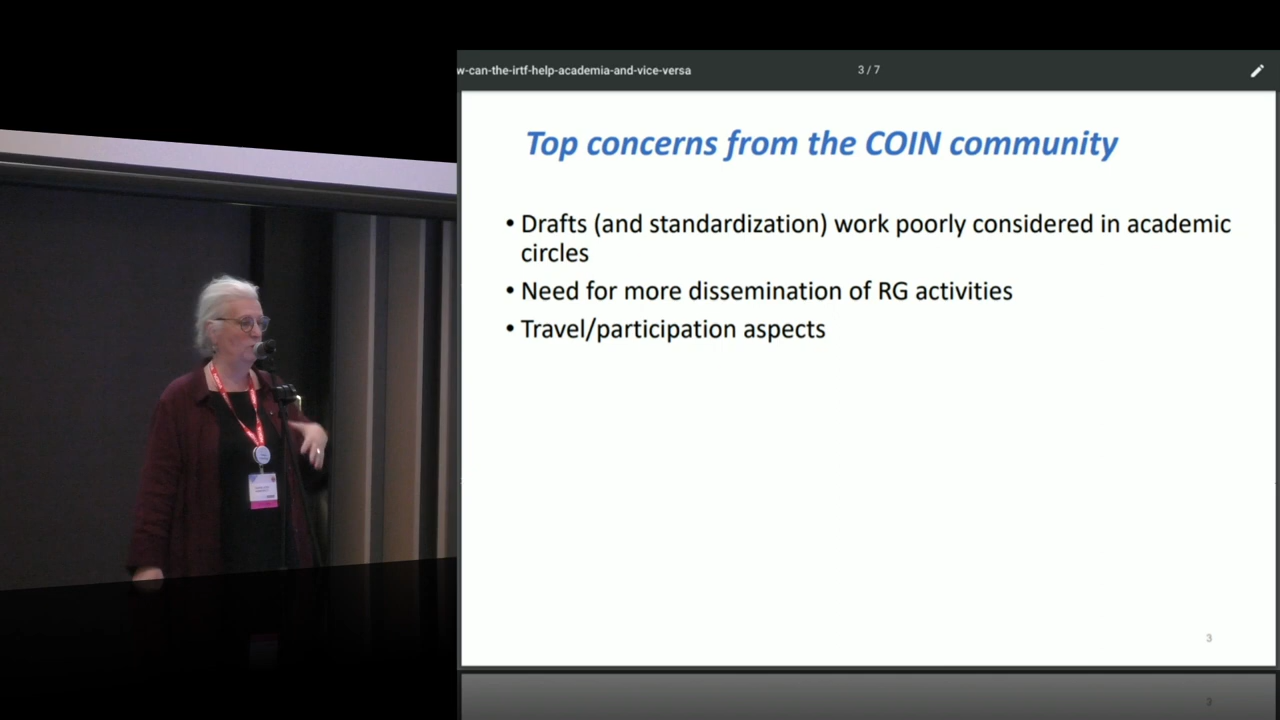 w-can-the-irtf-help-academia-and-vice-versa
3 / 7
Top concerns from the COIN community
• Drafts (and standardization) work poorly considered in academic
circles
• Need for more dissemination of RG activities
• Travel/participation aspects
3